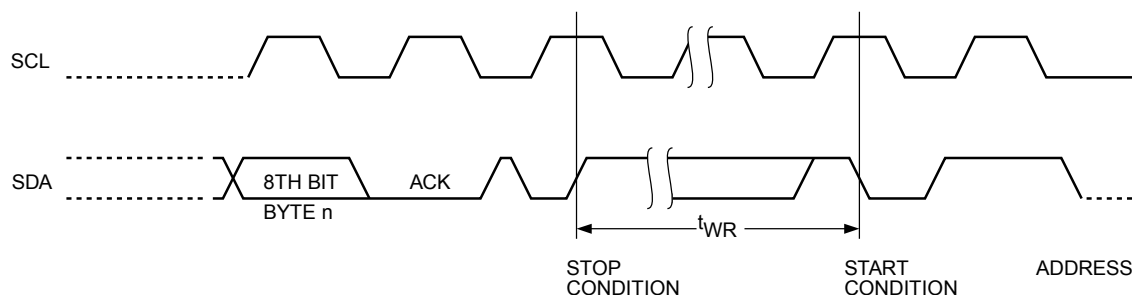 SCL
SDA
8TH BIT
ACK
BYTE n
tWR
STOP
CONDITION
START
CONDITION
ADDRESS